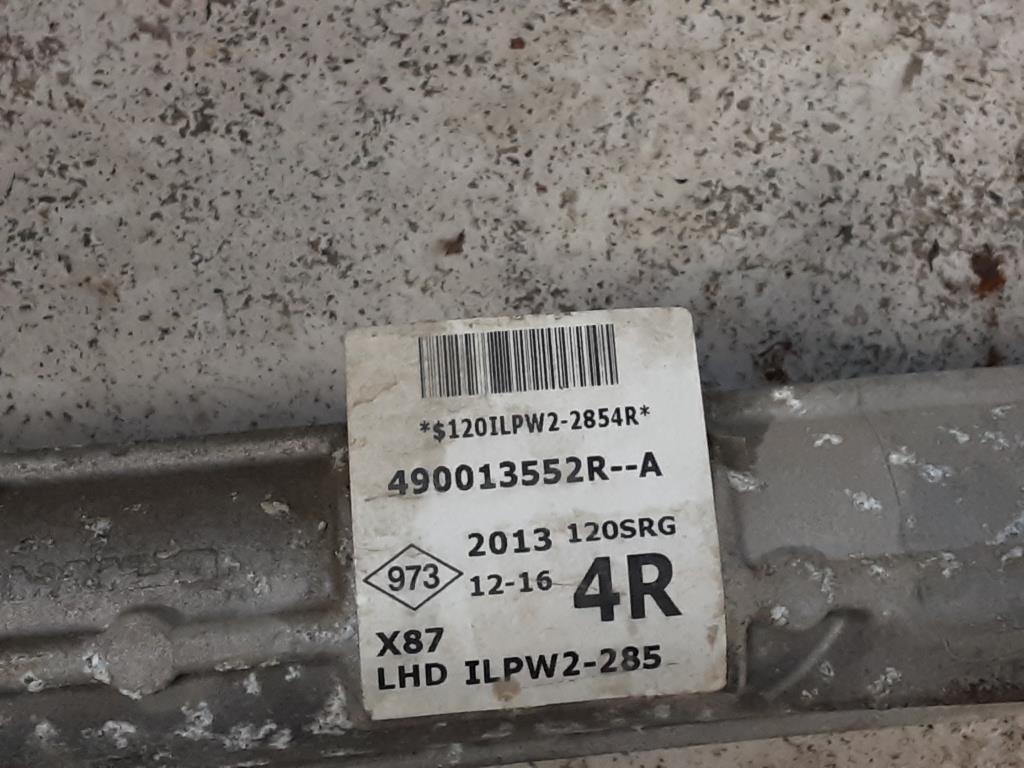 *$120ILPW2-2854R*
490013552R--A
2013 120SRG
973 12-16 4R
X87
LHD ILPW2-285